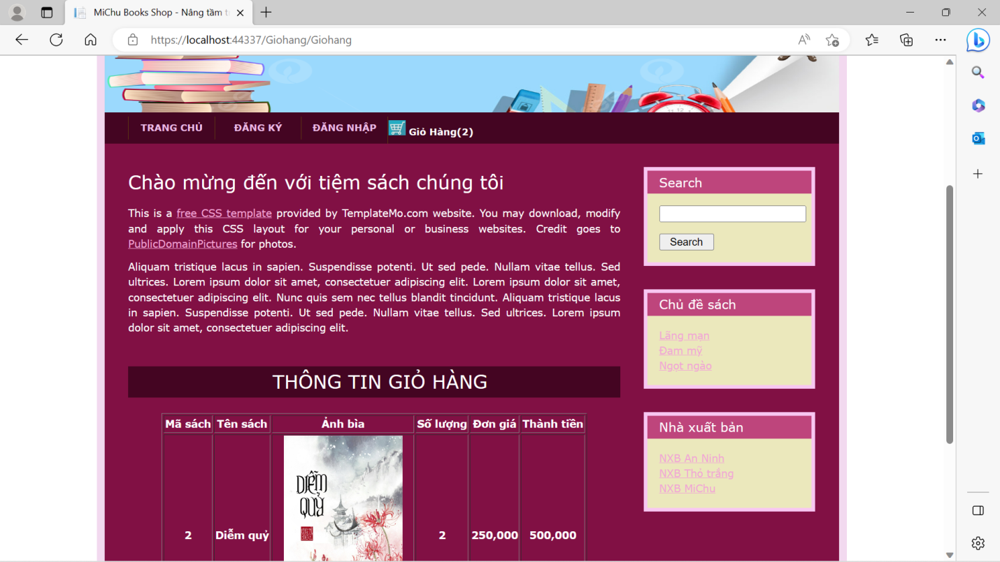 MiChu Books Shop - Nâng tầm t
https://localhost:44337/Giohang/Giohang
TRANG CHỦ
ĐĂNG KÝ
ĐĂNG NHẬP
Giỏ Hàng(2)
Chào mừng đến với tiệm sách chúng tôi
This is a free CSS template provided by TemplateMo.com website. You may download, modify
and apply this CSS layout for your personal or business websites. Credit goes to
PublicDomainPictures for photos.
Aliquam tristique lacus in sapien. Suspendisse potenti. Ut sed pede. Nullam vitae tellus. Sed
ultrices. Lorem ipsum dolor sit amet, consectetuer adipiscing elit. Lorem ipsum dolor sit amet,
consectetuer adipiscing elit. Nunc quis sem nec tellus blandit tincidunt. Aliquam tristique lacus
in sapien. Suspendisse potenti. Ut sed pede. Nullam vitae tellus. Sed ultrices. Lorem ipsum
dolor sit amet, consectetuer adipiscing elit.
THÔNG TIN GIỎ HÀNG
Mã sách Tên sách Ảnh bìa Số lượng Đơn giá Thành tiền
DIỄM
QUỶ
2 Diễm quỷ 2 250,000 500,000
Search
Search
Chủ đề sách
Lãng mạn
Đam mỹ
Ngọt ngào
Nhà xuất bản
NXB An Ninh
NXB Thỏ trắng
NXB MiChu